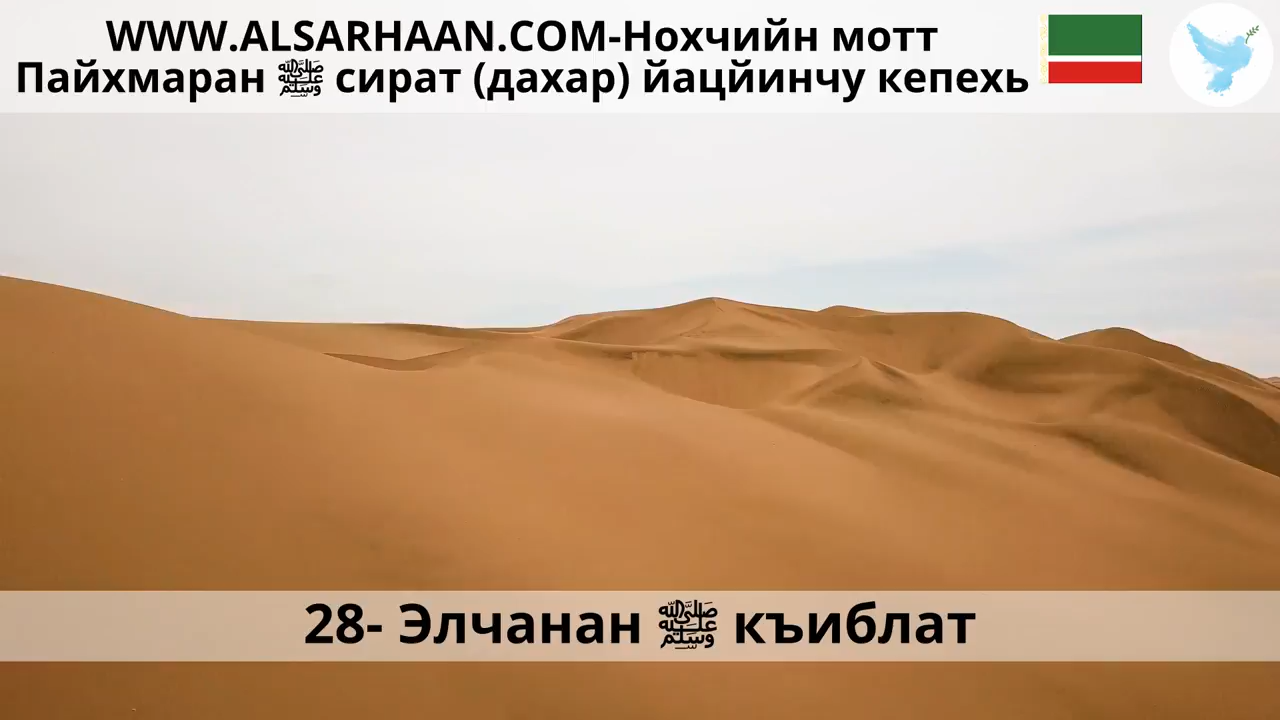 WWW.ALSARHAAN.COM-Нохчийн мотт
Пайхмаран ﷺ сират (дахар) йацйинчу кепехь
28- Элчанан ﷺ къиблат